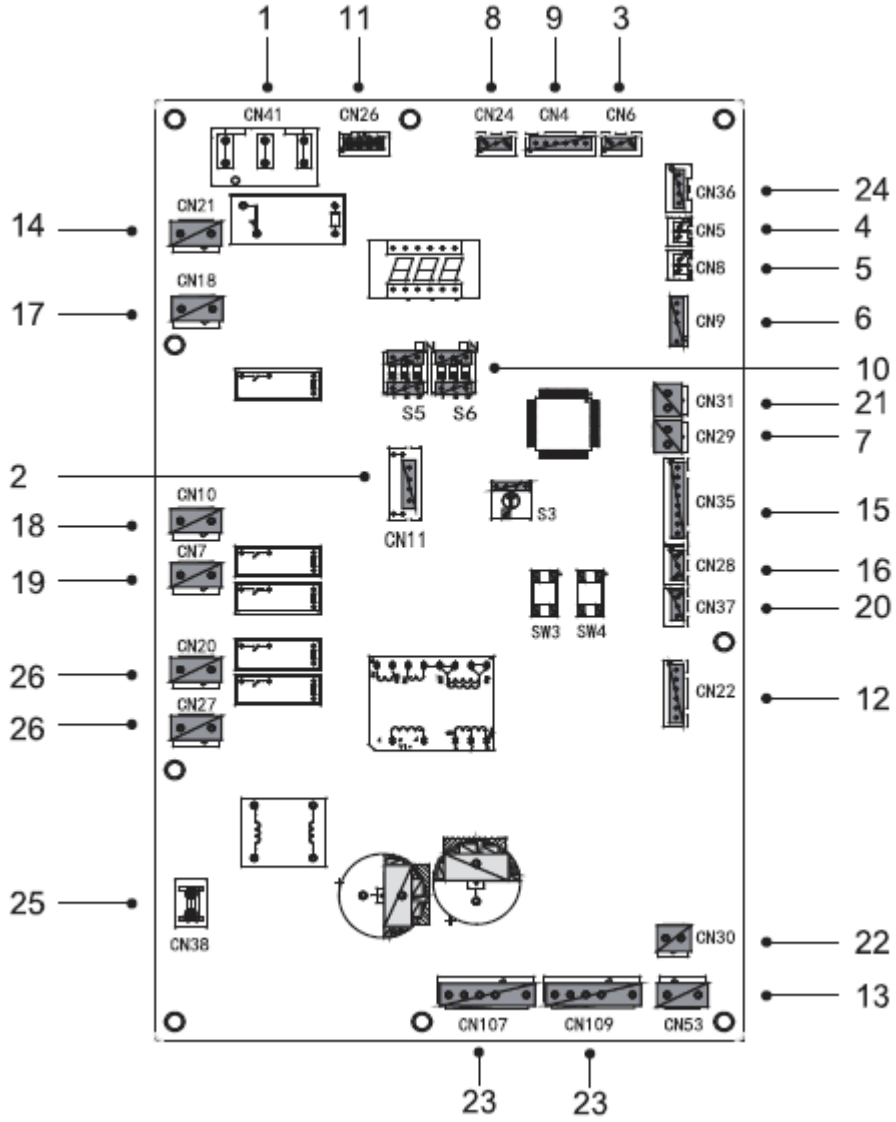 1 11 8 9 3
CN41 CN26 CN24 CN4 CN6
CN36 24
14 CN21 CN5 4
CN8 5
17 CN18 CN9 6
10
S5 S6 CN31 21
CN29 7
2 CN11 S3 CN35 15
18 CN10
19 CN7 CN28 16
CN37 20
SW3 SW4
26 CN20 CN22 12
26 CN27
25 CN38
CN30 22
13
CN107 CN109 CN53
23 23